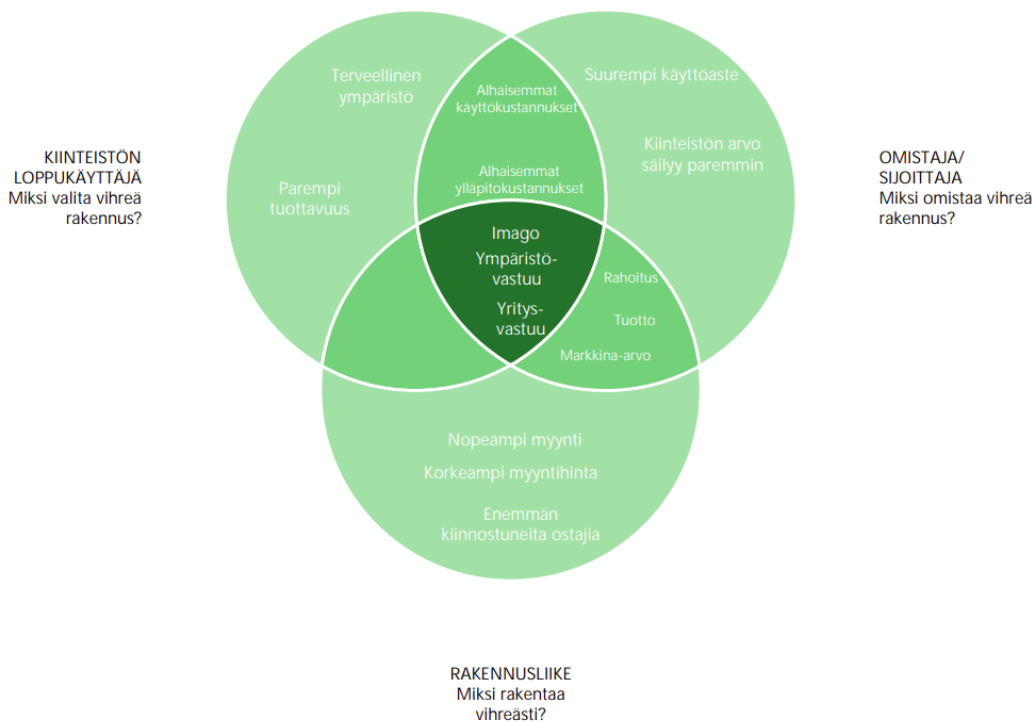 Terveellinen
ympäristö
Alhaisemmat
käyttökustannukset
Suurempi käyttöaste
Kiinteistön arvo
säilyy paremmin
KIINTEISTÖN
LOPPUKÄYTTÄJÄ
Miksi valita vihreä
rakennus?
OMISTAJA/
SIJOITTAJA
Miksi omistaa vihreä
rakennus?
Parempi
tuottavuus
Alhaisemmat
ylläpitokustannukset
Imago
Ympäristö-
vastuu
Yritys-
vastuu
Rahoitus
Tuotto
Markkina-arvo
Nopeampi myynti
Korkeampi myyntihinta
Enemmän
kiinnostuneita ostajia
RAKENNUSLIIKE
Miksi rakentaa
vihreästi?